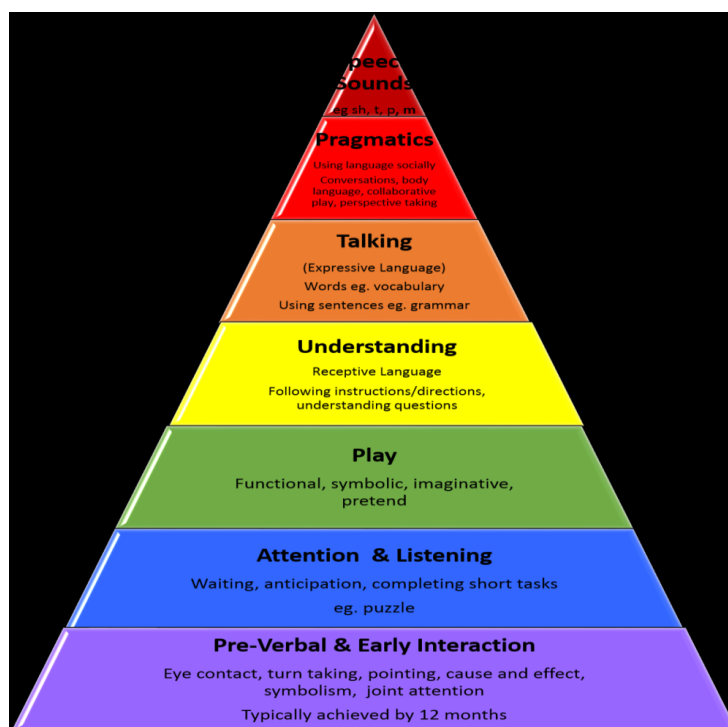 Speech
Sounds
eg sh, t, p, m
Pragmatics
Using language socially
Conversations, body
language, collaborative
play, perspective taking
Talking
(Expressive Language)
Words eg. vocabulary
Using sentences eg. grammar
Understanding
Receptive Language
Following instructions/directions,
understanding questions
Play
Functional, symbolic, imaginative,
pretend
Attention & Listening
Waiting, anticipation, completing short tasks
eg. puzzle
Pre-Verbal & Early Interaction
Eye contact, turn taking, pointing, cause and effect,
symbolism, joint attention
Typically achieved by 12 months